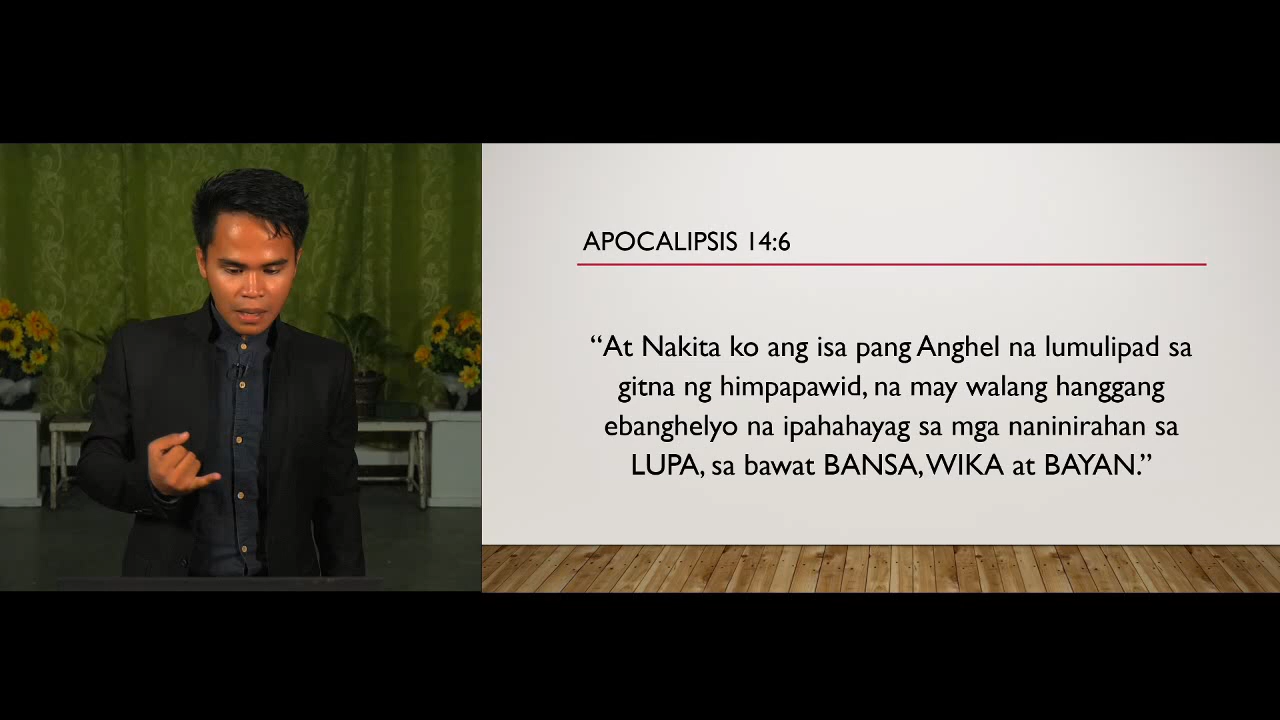 APOCALIPSIS 14:6
“At Nakita ko ang isa pang Anghel na lumulipad sa
gitna ng himpapawid, na may walang hanggang
ebanghelyo na ipahahayag sa mga naninirahan sa
LUPA, sa bawat BANSA, WIKA at BAYAN.”